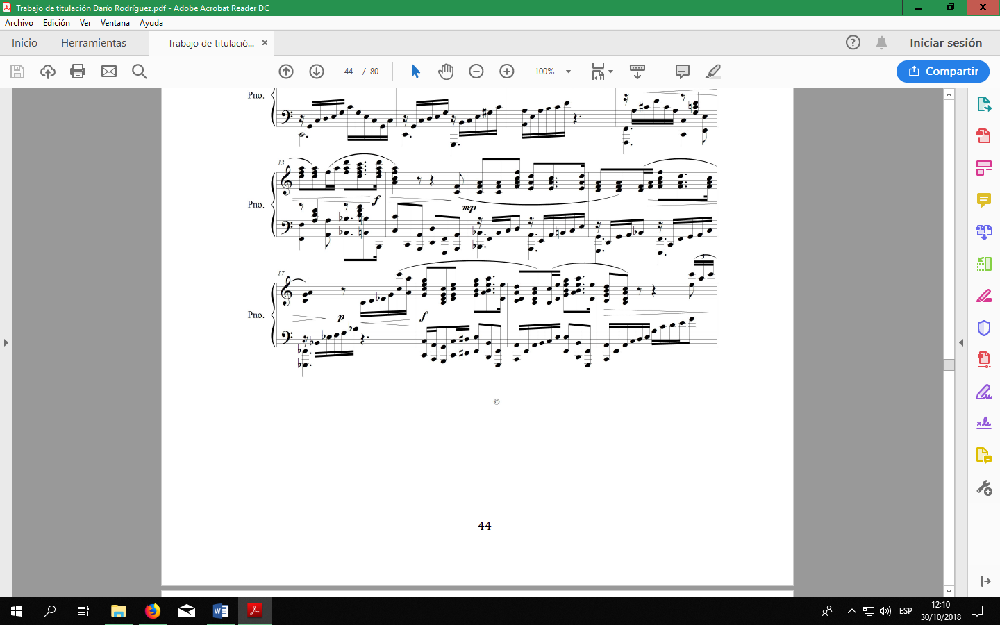 Trabajo de titulación Darío Rodríguez.pdf - Adobe Acrobat Reader DC
Archivo Edición Ver Ventana Ayuda
Inicio Herramientas Trabajo de titulació... × Iniciar sesión
44 / 80 100% Compartir
Pno.
13
f
mp
Pno.
17
3
p
f
Pno.
©
44
ESP
12:10
30/10/2018